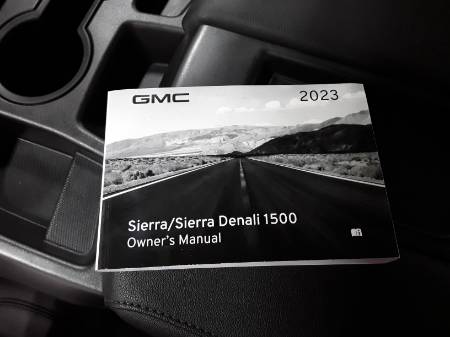 GMC 2023
Sierra/Sierra Denali 1500
Owner's Manual